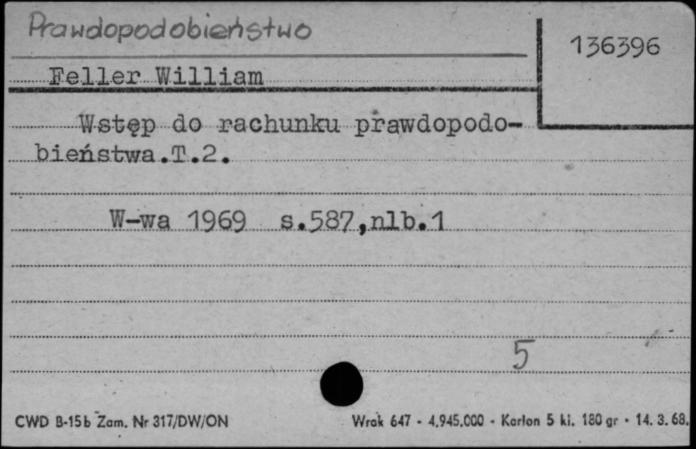 Prawdopodobieństwo
136396
Feller William
Wstęp do rachunku prawdopodo-
bieństwa.T.2.
W-wa 1969 s.587,nlb.1
5
CWD B-15b Zam. Nr 317/DW/ON
Wrak 647 - 4.945.000 - Karton 5 kl. 180 gr - 14.3.68.